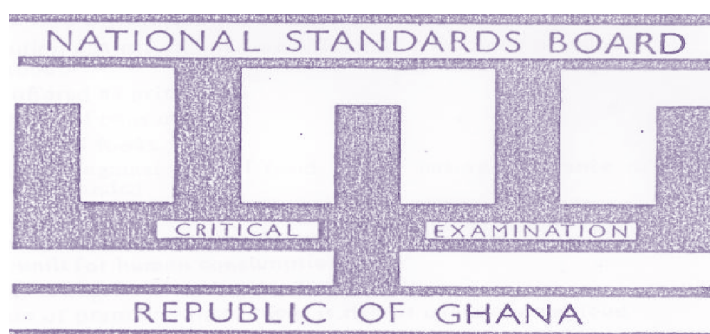 NATIONAL STANDARDS BOARD
CRITICAL EXAMINATION
REPUBLIC OF GHANA